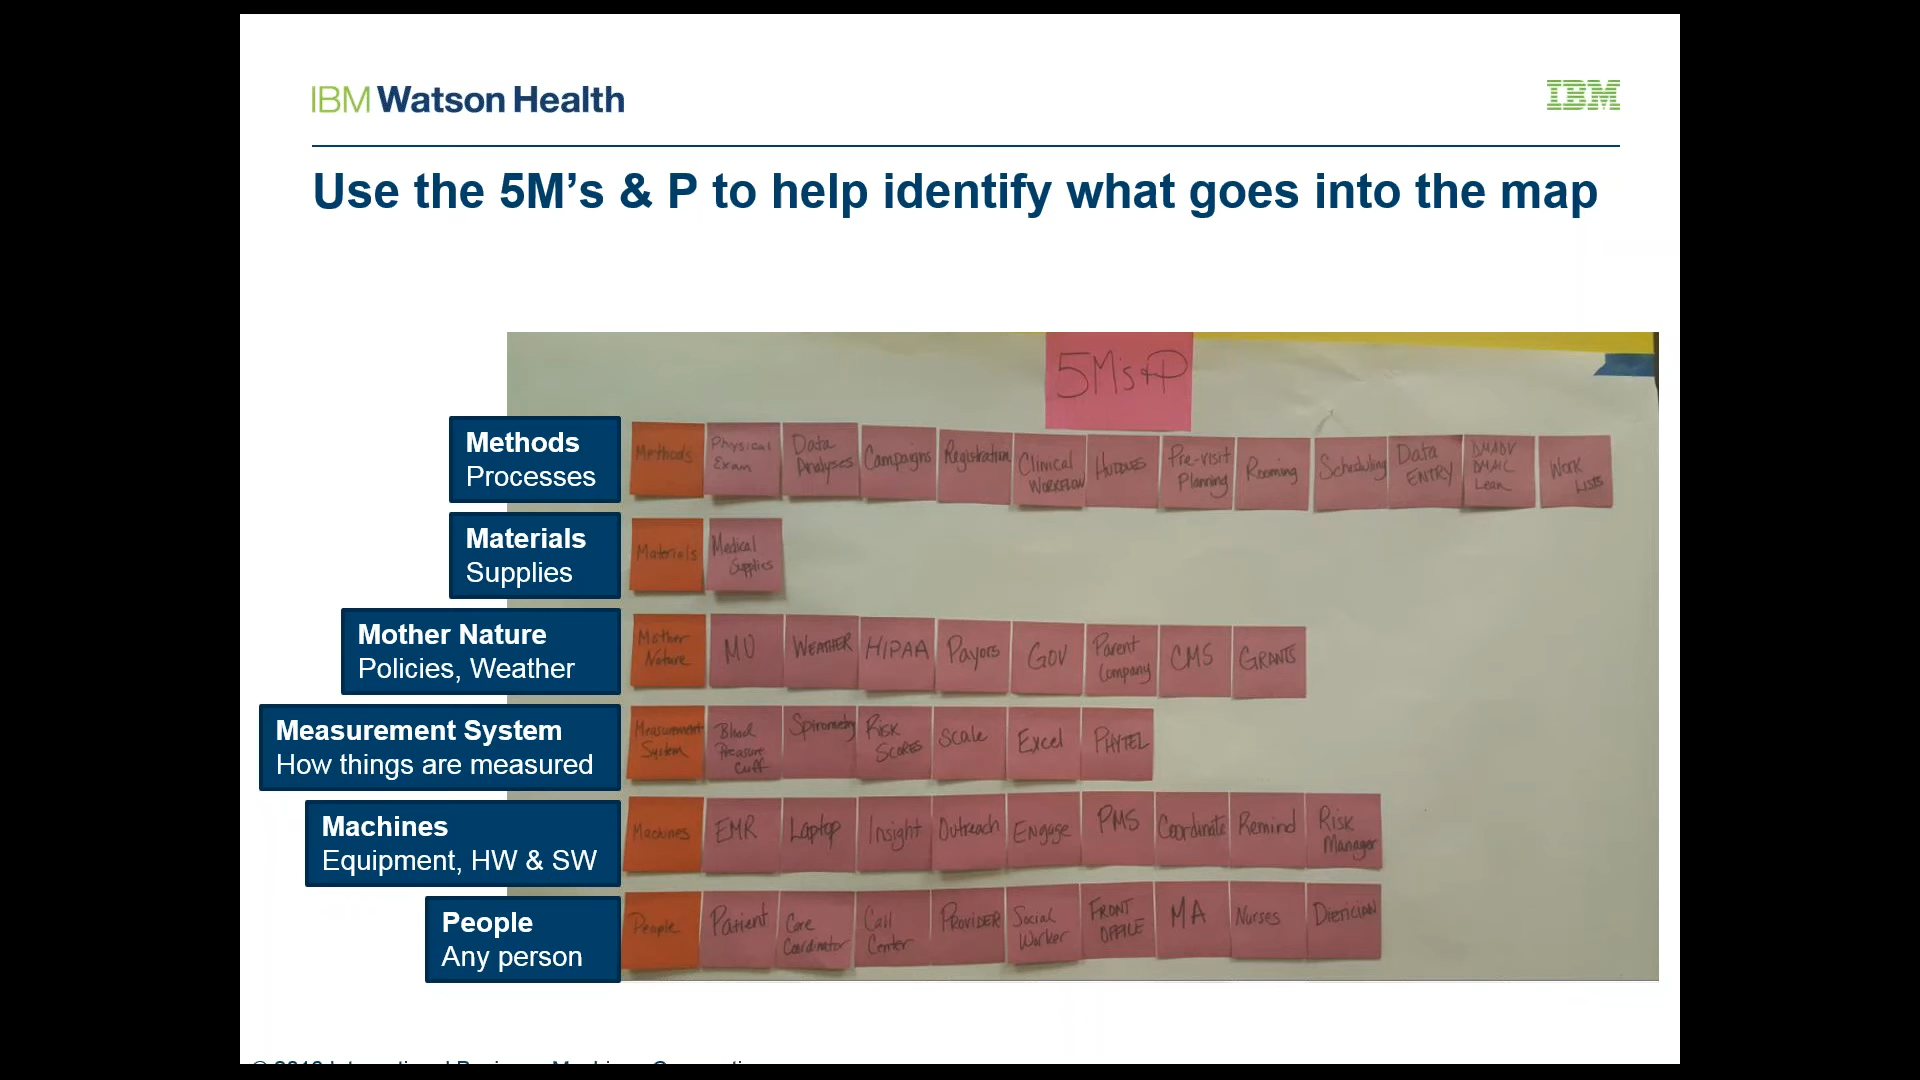 IBM Watson Health
IBM
Use the 5M's & P to help identify what goes into the map
5M's & P
Methods
Processes
Methods
Physical
Exam
Data
Analyses
Campaigns
Registration
Clinical
WORKFLOW
HUDDLES
Pre-visit
Planning
Rooming
Scheduling
Data
ENTRY
DMADV
DMAIC
Lean
Work
LISTS
Materials
Supplies
Materials
Medical
Supplies
Mother Nature
Policies, Weather
Mother
Nature
MU
WEATHER
HIPAA
Payors
GOV
Parent
Company
CMS
GRANTS
Measurement System
How things are measured
Measurement
System
Blood
Pressure
Cuff
Spirometry
RISK
SCORES
Scale
Excel
PHYTEL
Machines
Equipment, HW & SW
Machines
EMR
Laptop
Insight
Outreach
Engage
PMS
Coordinate
Remind
Risk
Manager
People
Any person
People
Patient
Care
Coordinator
Call
Center
PROVIDER
Social
Worker
FRONT
OFFICE
MA
Nurses
DIETICIAN